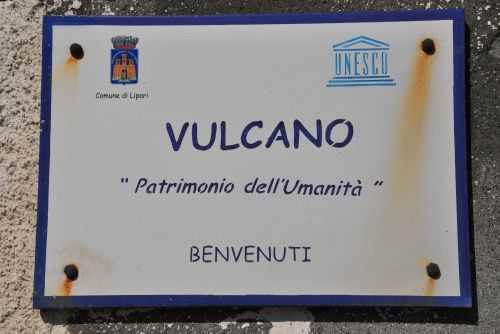 UNESCO
Comune di Lipari
VULCANO
" Patrimonio dell'Umanità "
BENVENUTI